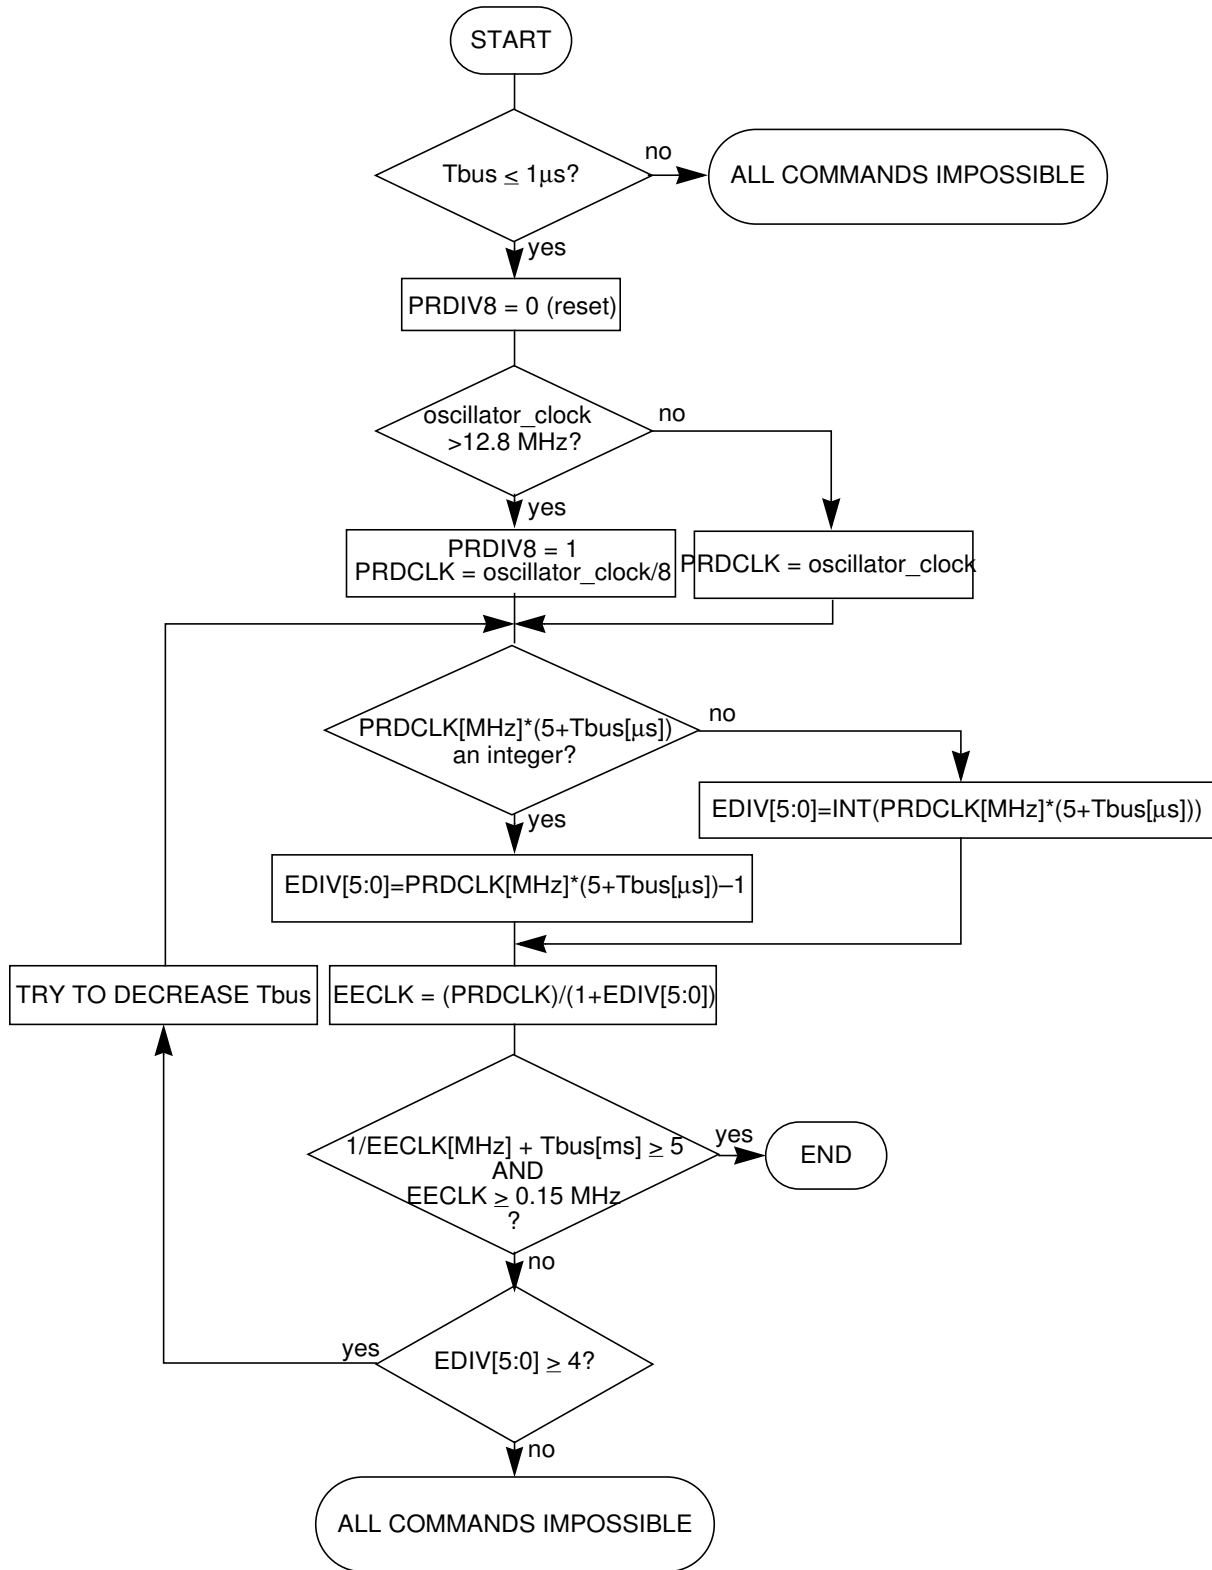 START
Tbus ≤ 1μs?
no
ALL COMMANDS IMPOSSIBLE
yes
PRDIV8 = 0 (reset)
oscillator_clock
>12.8 MHz?
no
yes
PRDIV8 = 1
PRDCLK = oscillator_clock/8
PRDCLK = oscillator_clock
PRDCLK[MHz]*(5+Tbus[μs])
an integer?
no
yes
EDIV[5:0]=INT(PRDCLK[MHz]*(5+Tbus[μs]))
EDIV[5:0]=PRDCLK[MHz]*(5+Tbus[μs])–1
TRY TO DECREASE Tbus
EECLK = (PRDCLK)/(1+EDIV[5:0])
1/EECLK[MHz] + Tbus[ms] ≥ 5
AND
EECLK ≥ 0.15 MHz
?
yes
END
no
yes
EDIV[5:0] ≥ 4?
no
ALL COMMANDS IMPOSSIBLE